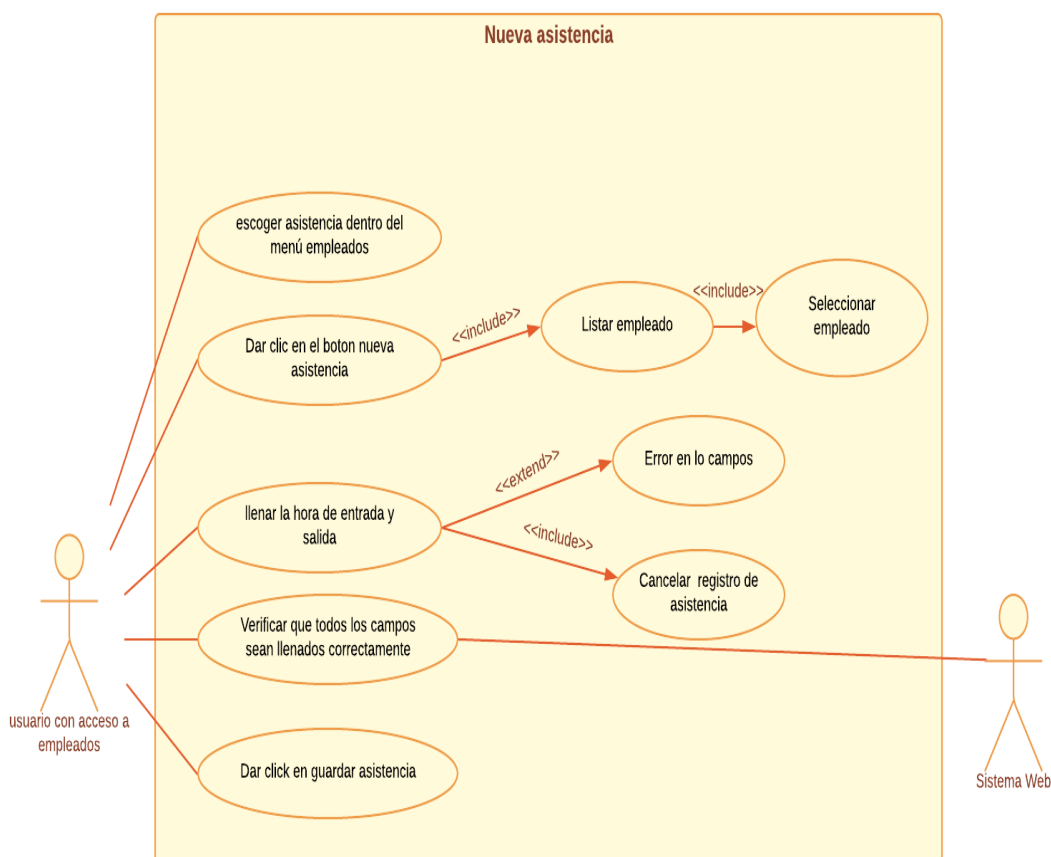 Nueva asistencia
escoger asistencia dentro del
menú empleados
Dar clic en el boton nueva
asistencia
<<include>>
Listar empleado
<<include>>
Seleccionar
empleado
llenar la hora de entrada y
salida
<<extend>>
Error en lo campos
<<include>>
Cancelar registro de
asistencia
Verificar que todos los campos
sean llenados correctamente
Dar click en guardar asistencia
usuario con acceso a
empleados
Sistema Web